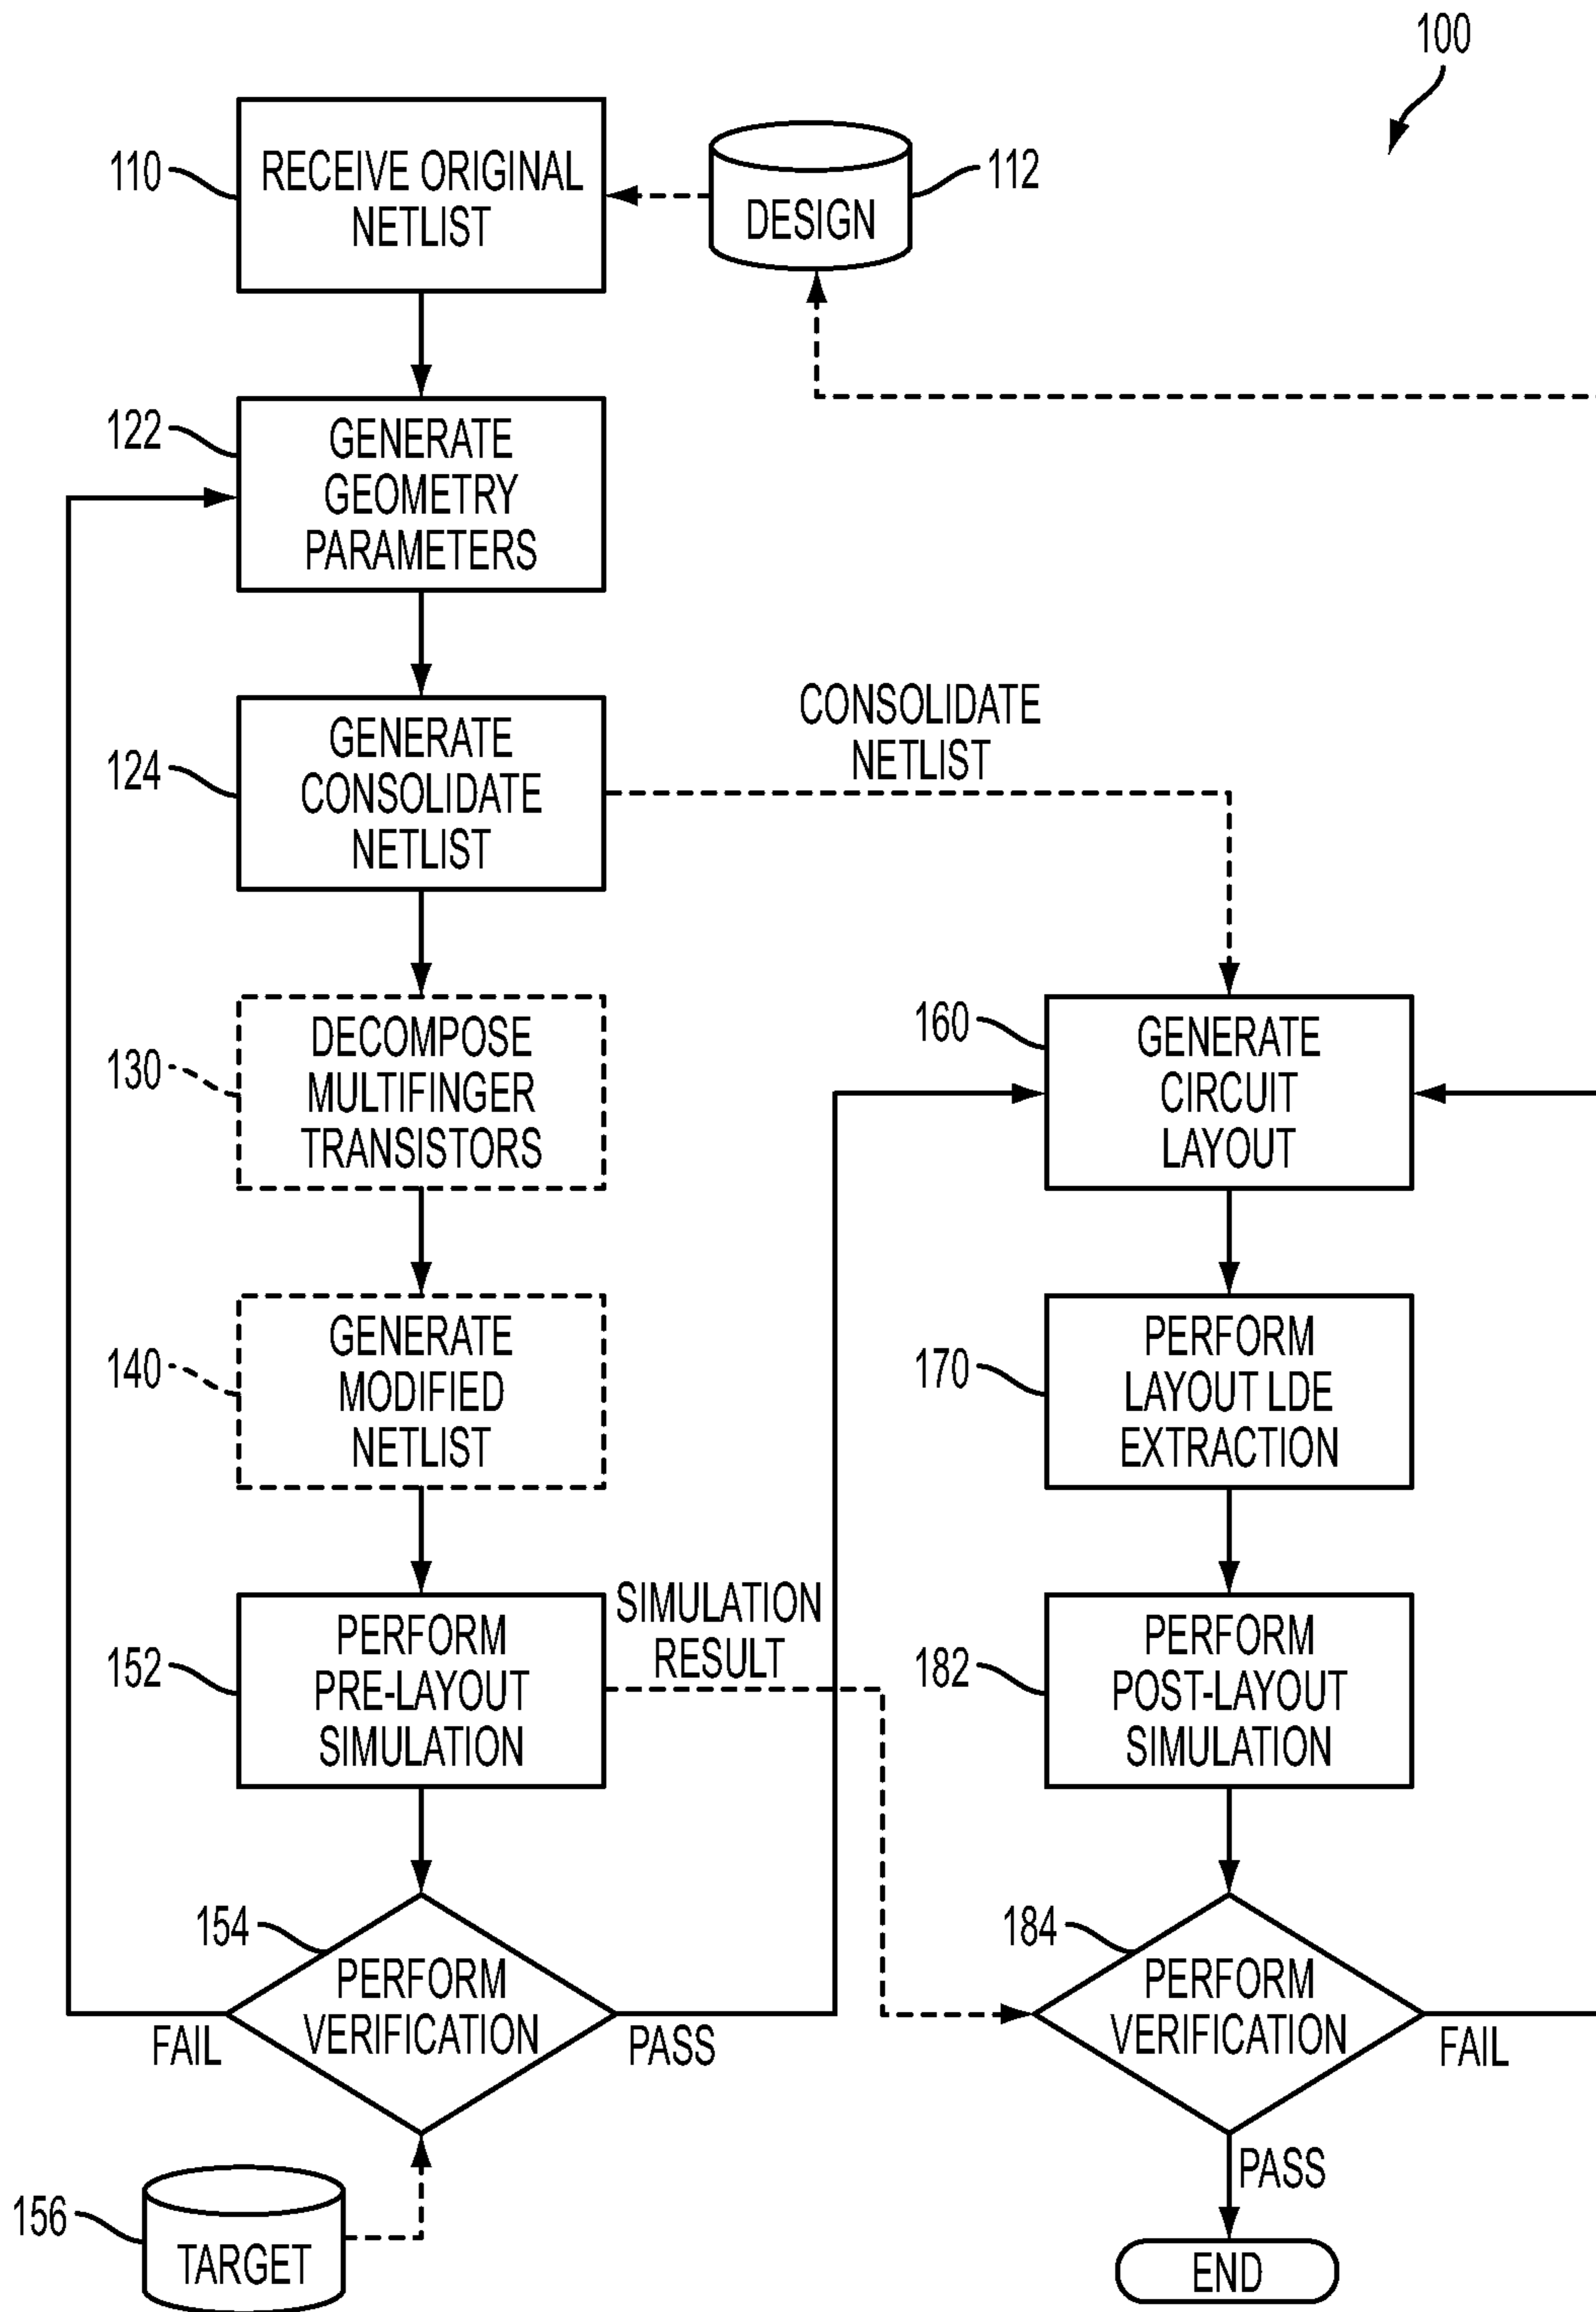 100
110
RECEIVE ORIGINAL
NETLIST
DESIGN
112
122
GENERATE
GEOMETRY
PARAMETERS
124
GENERATE
CONSOLIDATE
NETLIST
CONSOLIDATE
NETLIST
130
DECOMPOSE
MULTIFINGER
TRANSISTORS
160
GENERATE
CIRCUIT
LAYOUT
140
GENERATE
MODIFIED
NETLIST
170
PERFORM
LAYOUT LDE
EXTRACTION
152
PERFORM
PRE-LAYOUT
SIMULATION
SIMULATION
RESULT
182
PERFORM
POST-LAYOUT
SIMULATION
154
PERFORM
VERIFICATION
FAIL
PASS
184
PERFORM
VERIFICATION
FAIL
PASS
156
TARGET
END